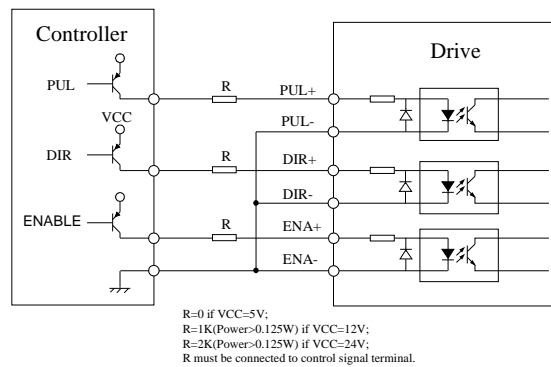 Controller
Drive
PUL
R
PUL+
VCC
PUL-
DIR
R
DIR+
DIR-
ENABLE
R
ENA+
ENA-
R=0 if VCC=5V;
R=1K(Power>0.125W) if VCC=12V;
R=2K(Power>0.125W) if VCC=24V;
R must be connected to control signal terminal.